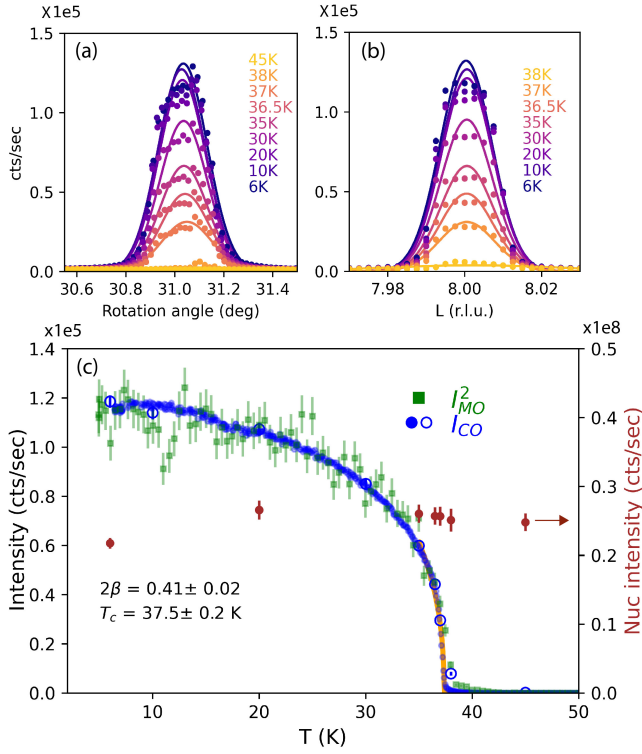 X1e5 X1e5
1.5 (a) 1.5 (b)
45K
38K 38K
37K 37K
36.5K 36.5K
35K 35K
30K 30K
20K 20K
10K 10K
6K 6K
1.0 1.0
0.5 0.5
0.0 0.0
cts/sec
30.6 31.0 31.4 7.98 8.00 8.02
Rotation angle (deg) L (r.l.u.)
x1e5 x1e8
1.4 (c) 0.5
1.2 0.4
1.0 0.3
0.8 0.2
0.6 0.1
0.4 0.0
0.2
0.0
I²MO
ICO
Intensity (cts/sec)
Nuc intensity (cts/sec)
2β = 0.41± 0.02
Tc = 37.5± 0.2 K
10 20 30 40 50
T (K)